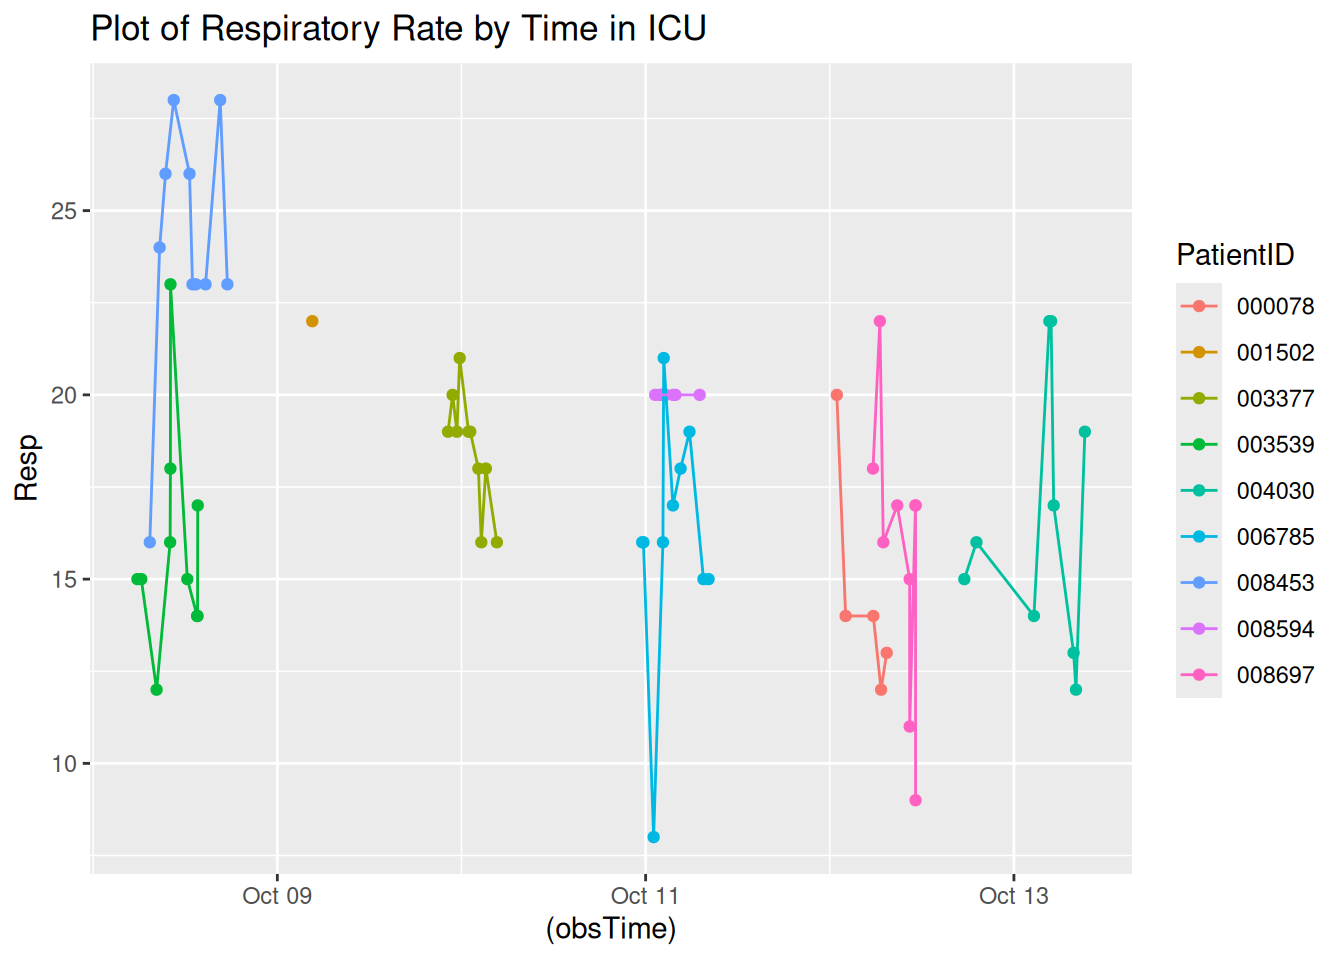 Plot of Respiratory Rate by Time in ICU
Resp
25
20
15
10
Oct 09
Oct 11
Oct 13
(obsTime)
PatientID
000078
001502
003377
003539
004030
006785
008453
008594
008697